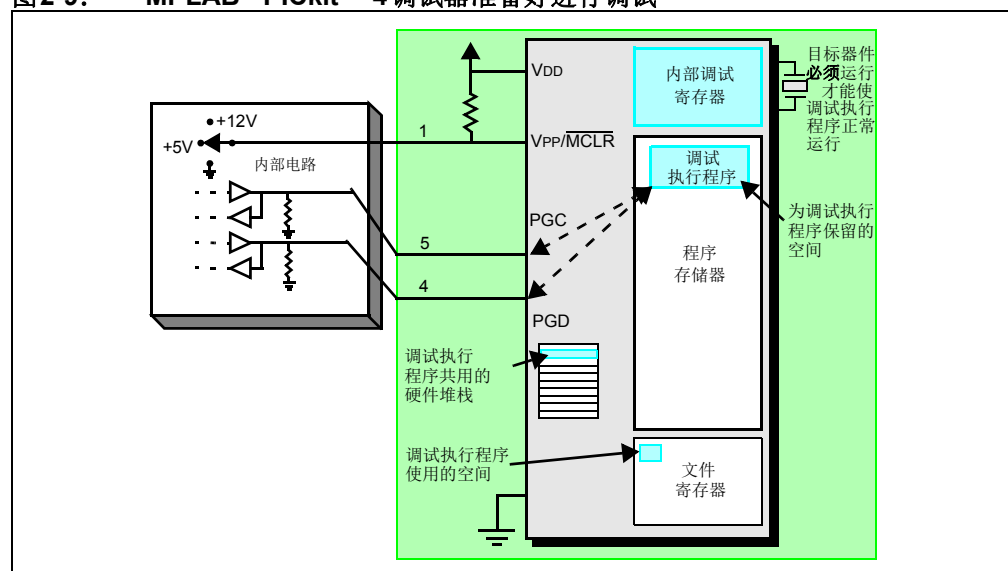 图2-3： MPLAB® PICkit™ 4调试器准备好进行调试
+12V
+5V
内部电路
1
5
4
VDD
VPP/MCLR
PGC
PGD
内部调试
寄存器
调试
执行程序
程序
存储器
文件
寄存器
目标器件
必须运行
才能使
调试执行
程序正常
运行
为调试执行
程序保留的
空间
调试执行
程序共用的
硬件堆栈
调试执行程序
使用的空间